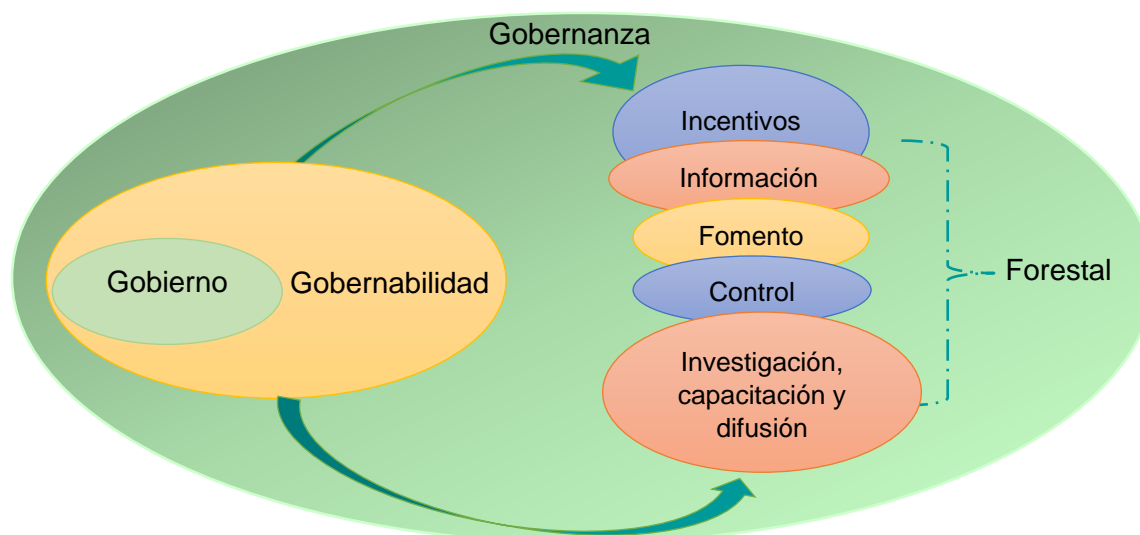 Gobernanza
Incentivos
Información
Fomento
Gobierno
Gobernabilidad
Control
Forestal
Investigación,
capacitación y
difusión